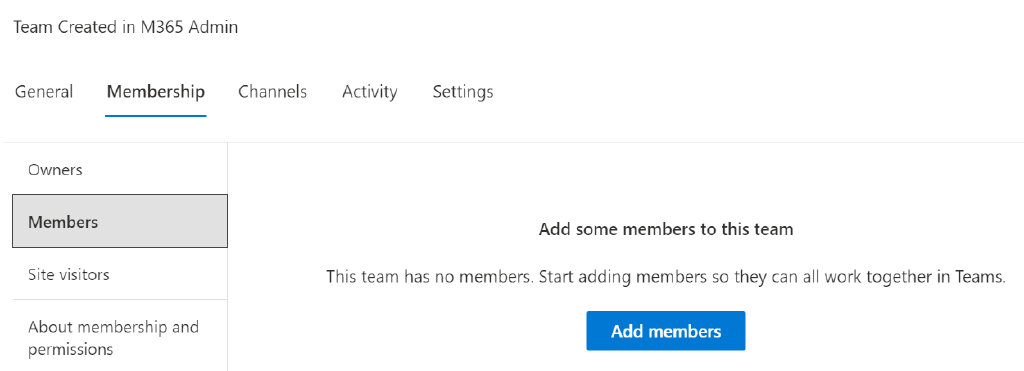 Team Created in M365 Admin
General Membership Channels Activity Settings
Owners
Members
Site visitors
About membership and
permissions
Add some members to this team
This team has no members. Start adding members so they can all work together in Teams.
Add members